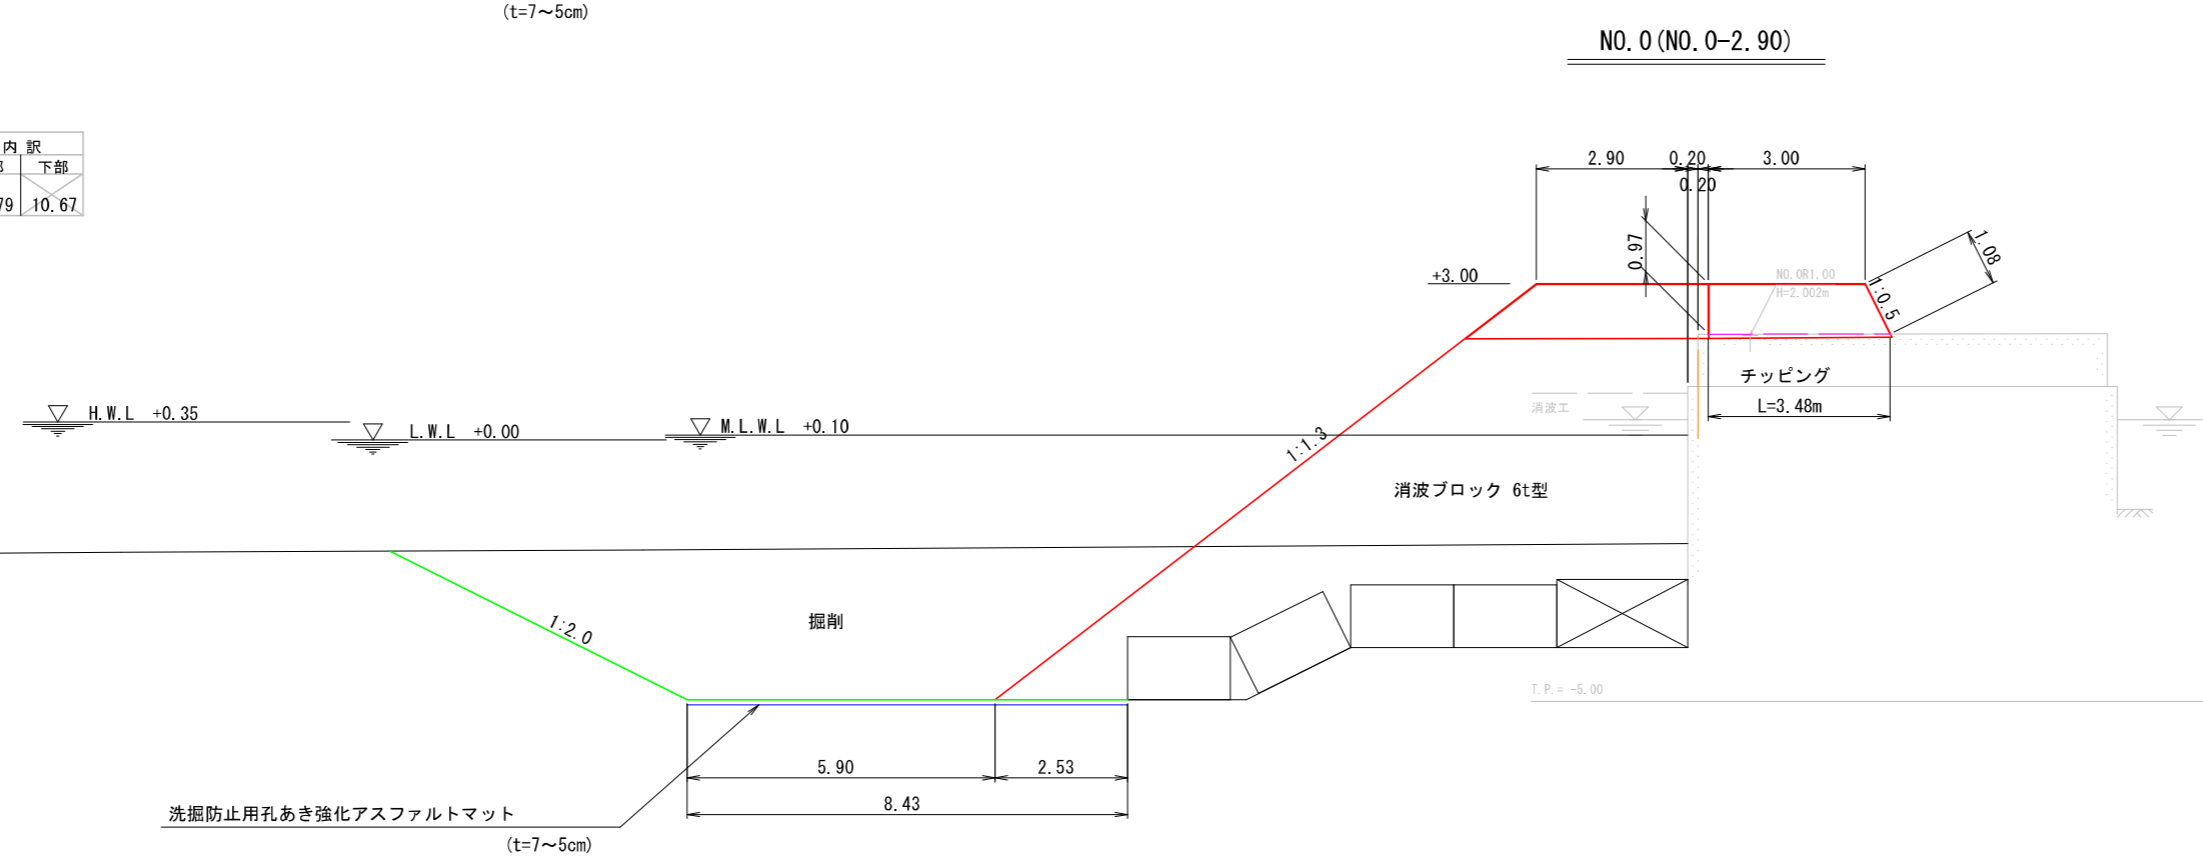 (t=7～5cm)
NO.0(NO.0-2.90)
内 訳
部 下部
79 10.67
2.90 0.20 3.00
0.20
0.97
1.08
+3.00
NO.0R1.00
H=2.002m
1:0.5
チッピング
L=3.48m
消波工
H.W.L +0.35
L.W.L +0.00
M.L.W.L +0.10
1:1.3
消波ブロック 6t型
1:2.0
掘削
T.P.= -5.00
5.90 2.53
8.43
洗掘防止用孔あき強化アスファルトマット
(t=7～5cm)